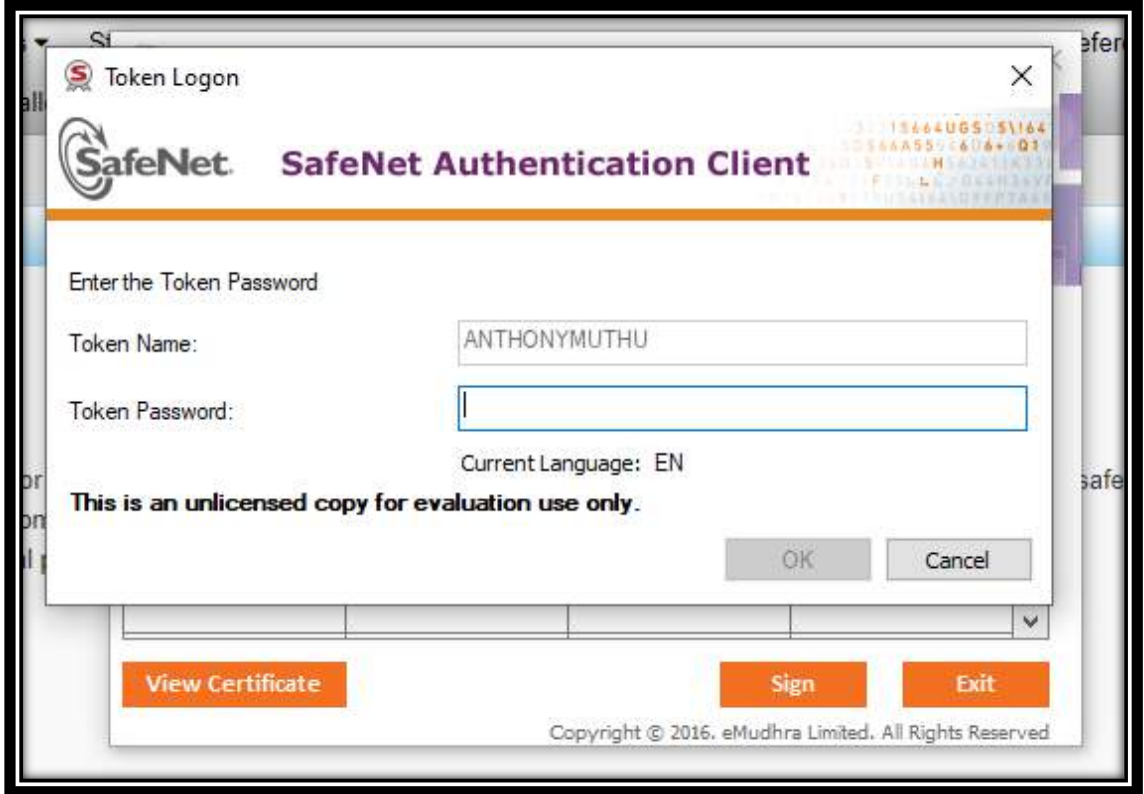 Token Logon
SafeNet.
SafeNet Authentication Client
Enter the Token Password
Token Name:
ANTHONYMUTHU
Token Password:
Current Language: EN
This is an unlicensed copy for evaluation use only.
OK
Cancel
View Certificate
Sign
Exit
Copyright © 2016. eMudhra Limited. All Rights Reserved